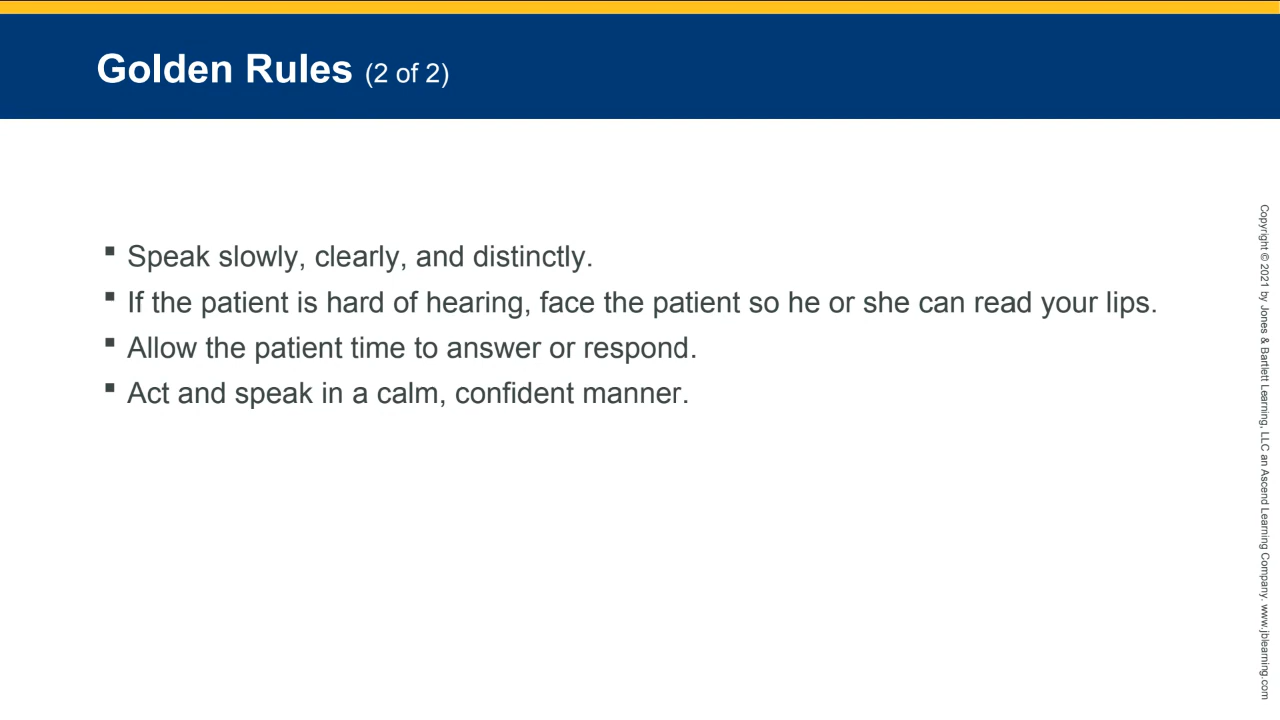 Golden Rules (2 of 2)
▪ Speak slowly, clearly, and distinctly.
▪ If the patient is hard of hearing, face the patient so he or she can read your lips.
▪ Allow the patient time to answer or respond.
▪ Act and speak in a calm, confident manner.
Copyright © 2021 by Jones & Bartlett Learning, LLC an Ascend Learning Company. www.jblearning.com